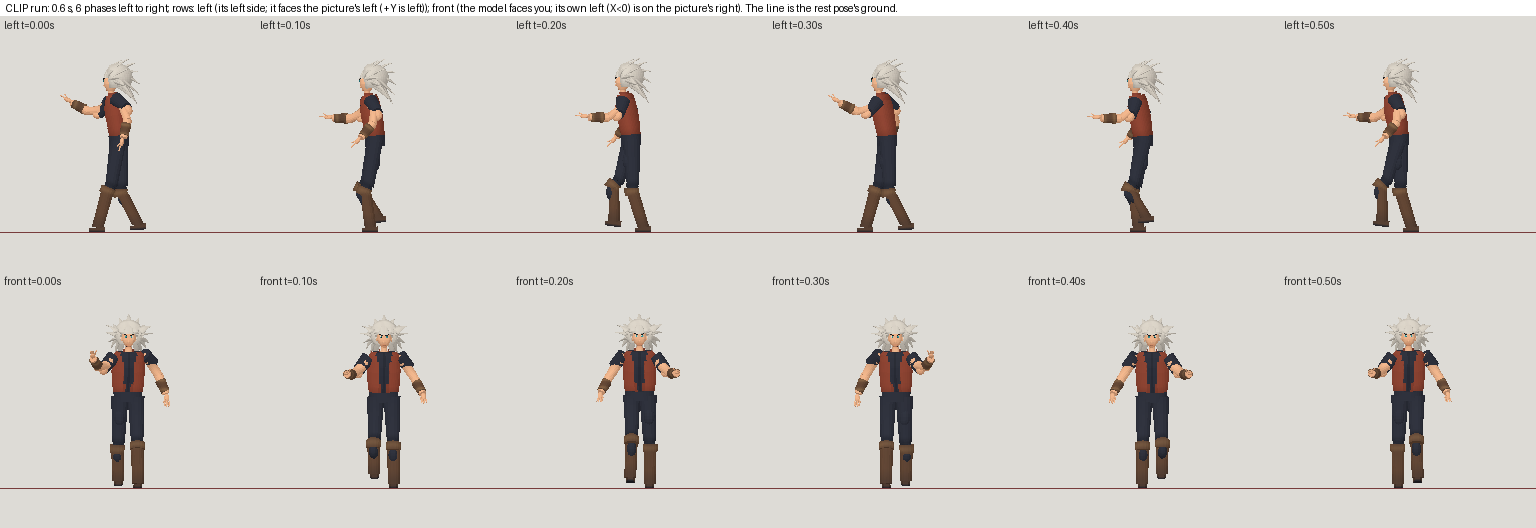 CLIP run: 0.6 s, 6 phases left to right; rows: left (its left side; it faces the picture's left (+Y is left)); front (the model faces you; its own left (X<0) is on the picture's right). The line is the rest pose's ground.
left t=0.00s left t=0.10s left t=0.20s left t=0.30s left t=0.40s left t=0.50s
front t=0.00s front t=0.10s front t=0.20s front t=0.30s front t=0.40s front t=0.50s